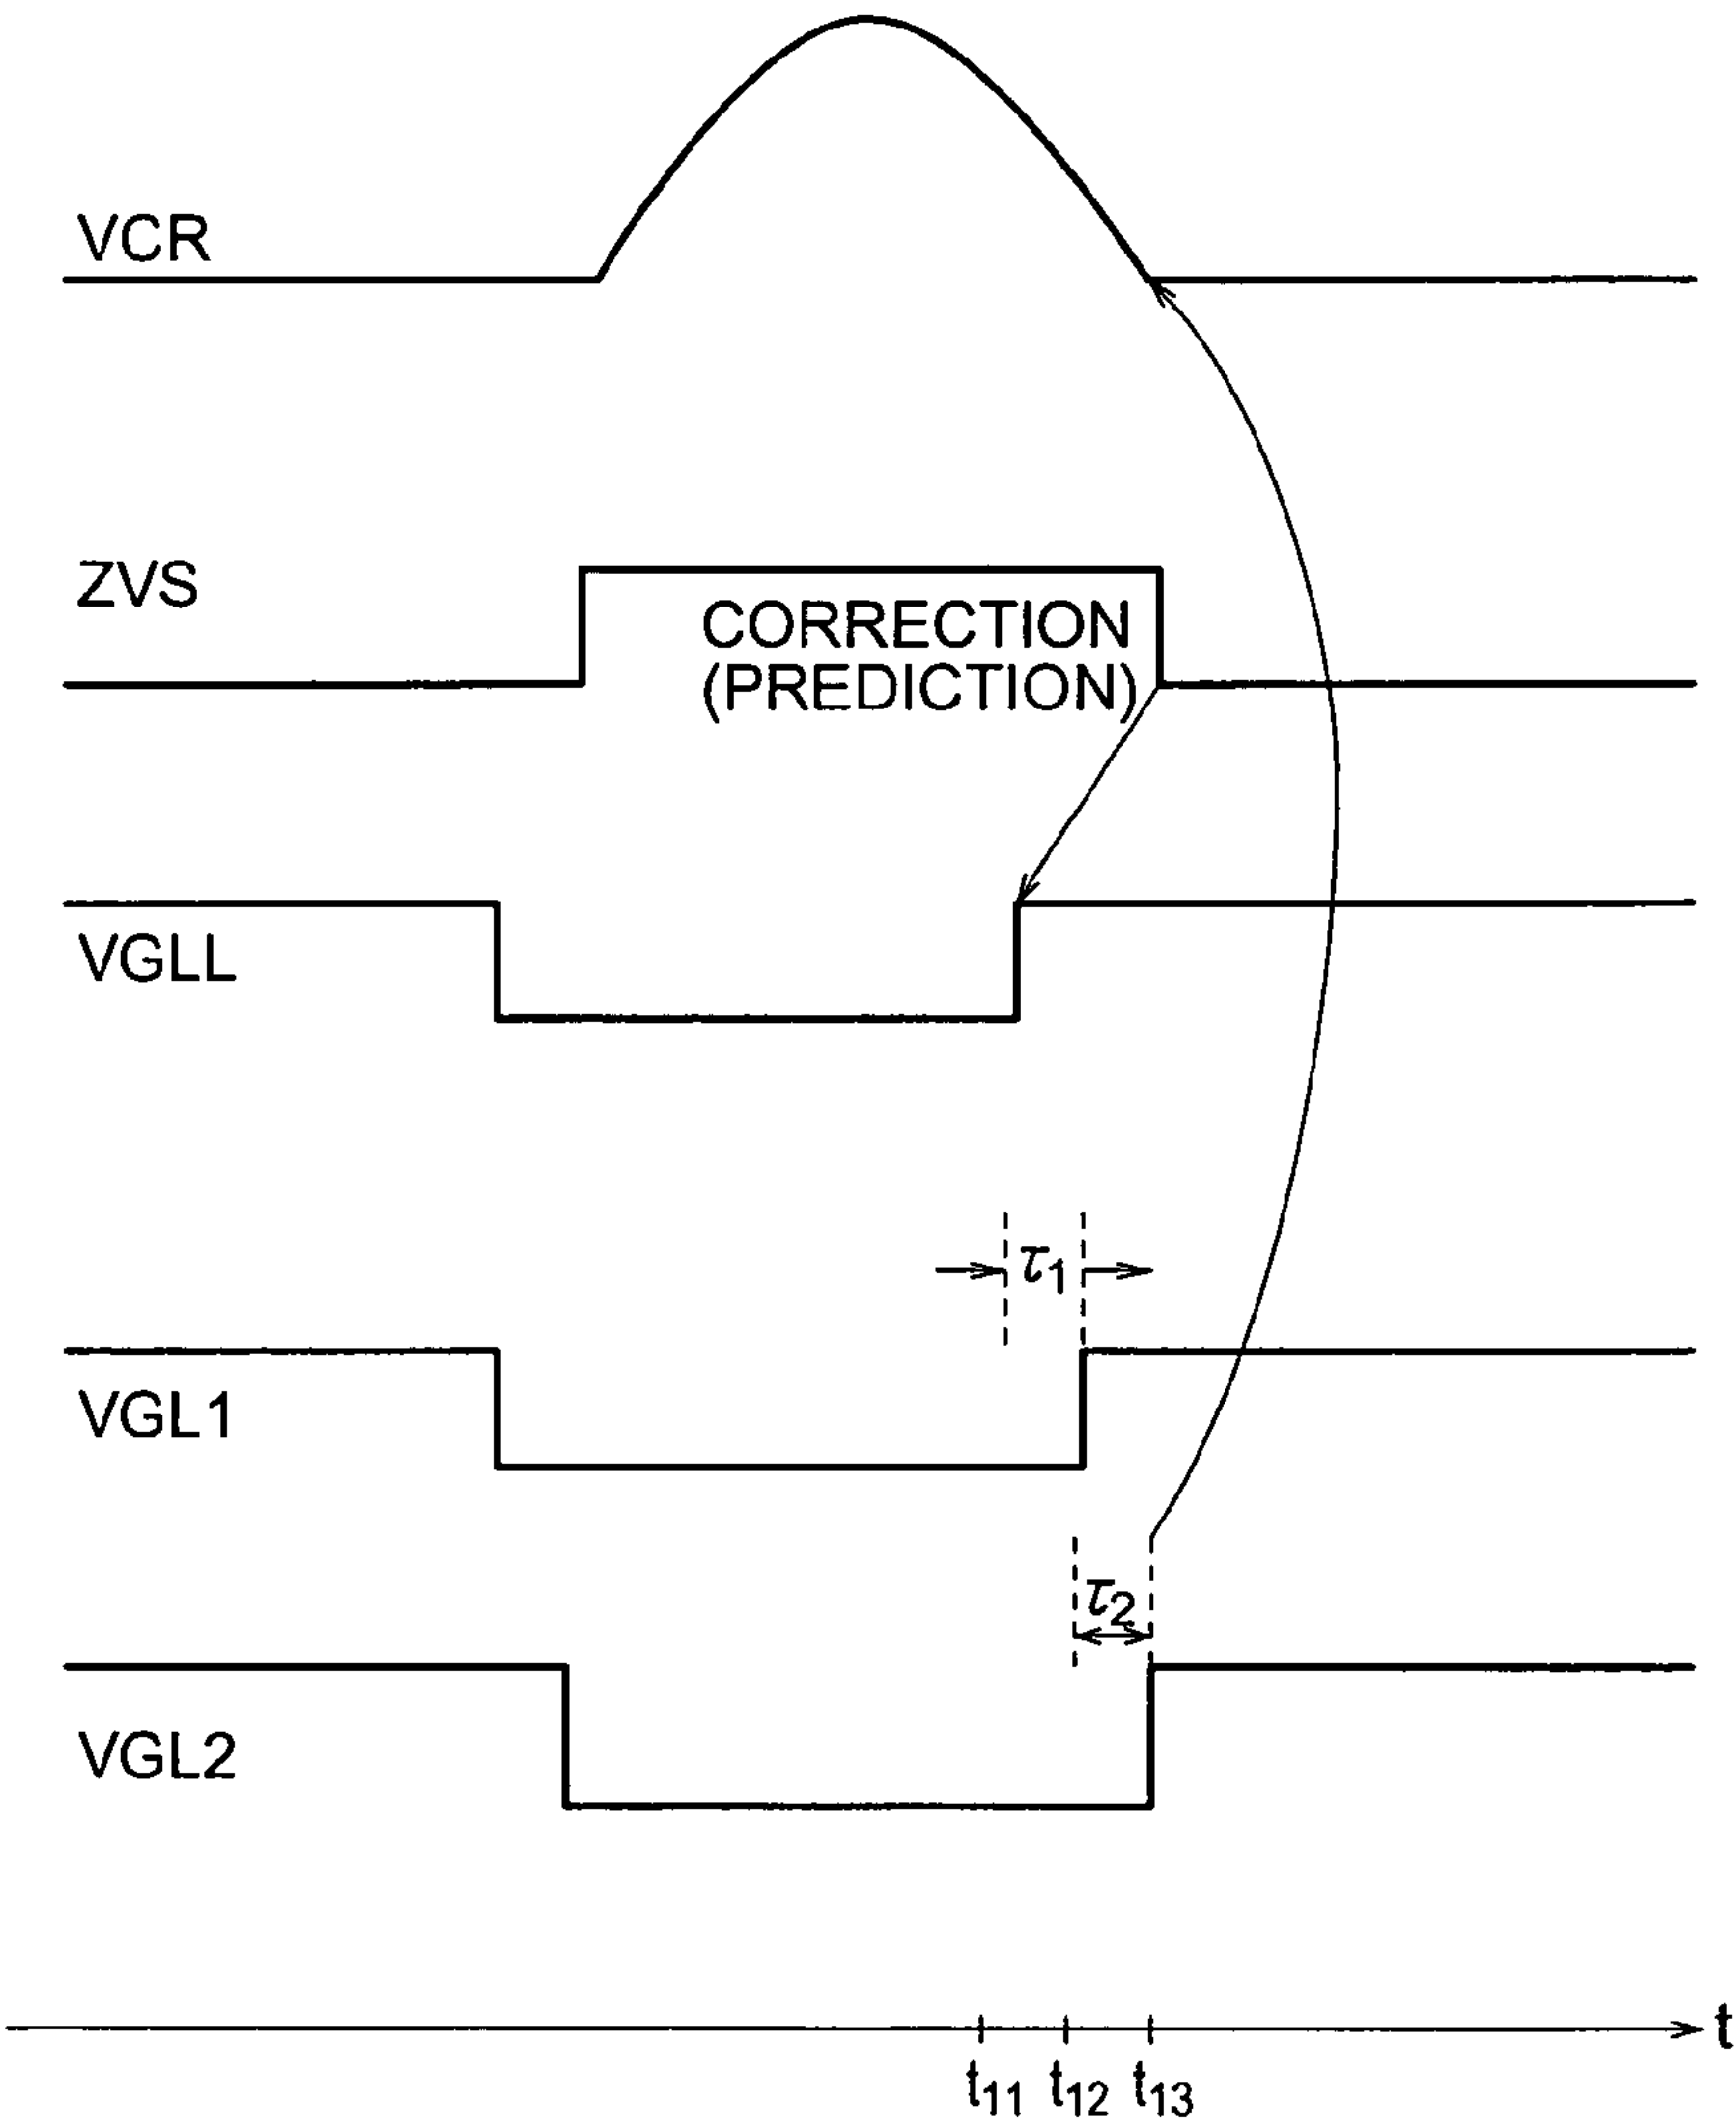 VCR
ZVS
CORRECTION
(PREDICTION)
VGLL
τ1
VGL1
τ2
VGL2
t
t11 t12 t13